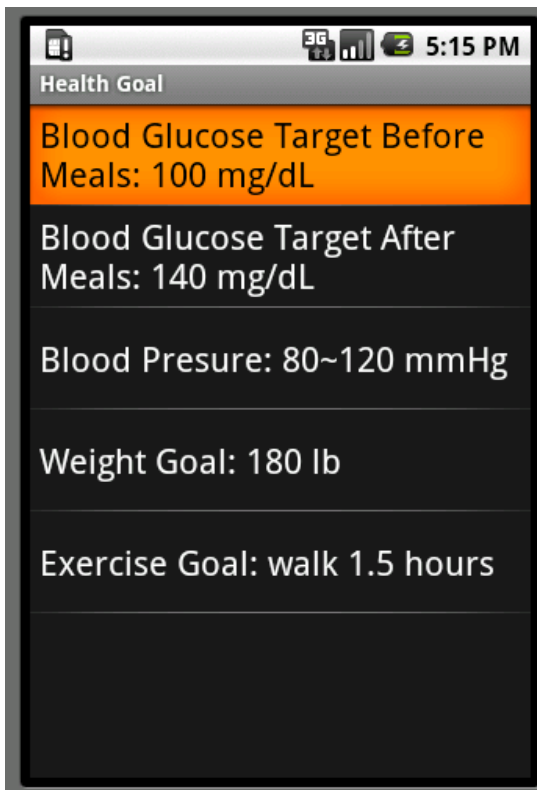 3G
5:15 PM
Health Goal
Blood Glucose Target Before
Meals: 100 mg/dL
Blood Glucose Target After
Meals: 140 mg/dL
Blood Presure: 80~120 mmHg
Weight Goal: 180 lb
Exercise Goal: walk 1.5 hours